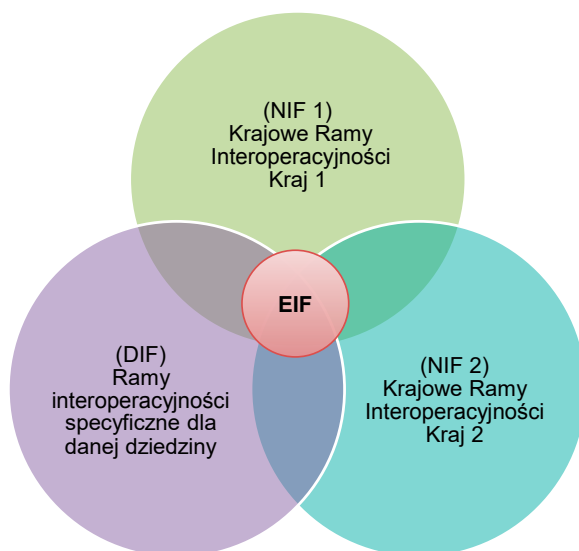 (NIF 1)
Krajowe Ramy
Interoperacyjności
Kraj 1
EIF
(DIF)
Ramy
interoperacyjności
specyficzne dla
danej dziedziny
(NIF 2)
Krajowe Ramy
Interoperacyjności
Kraj 2